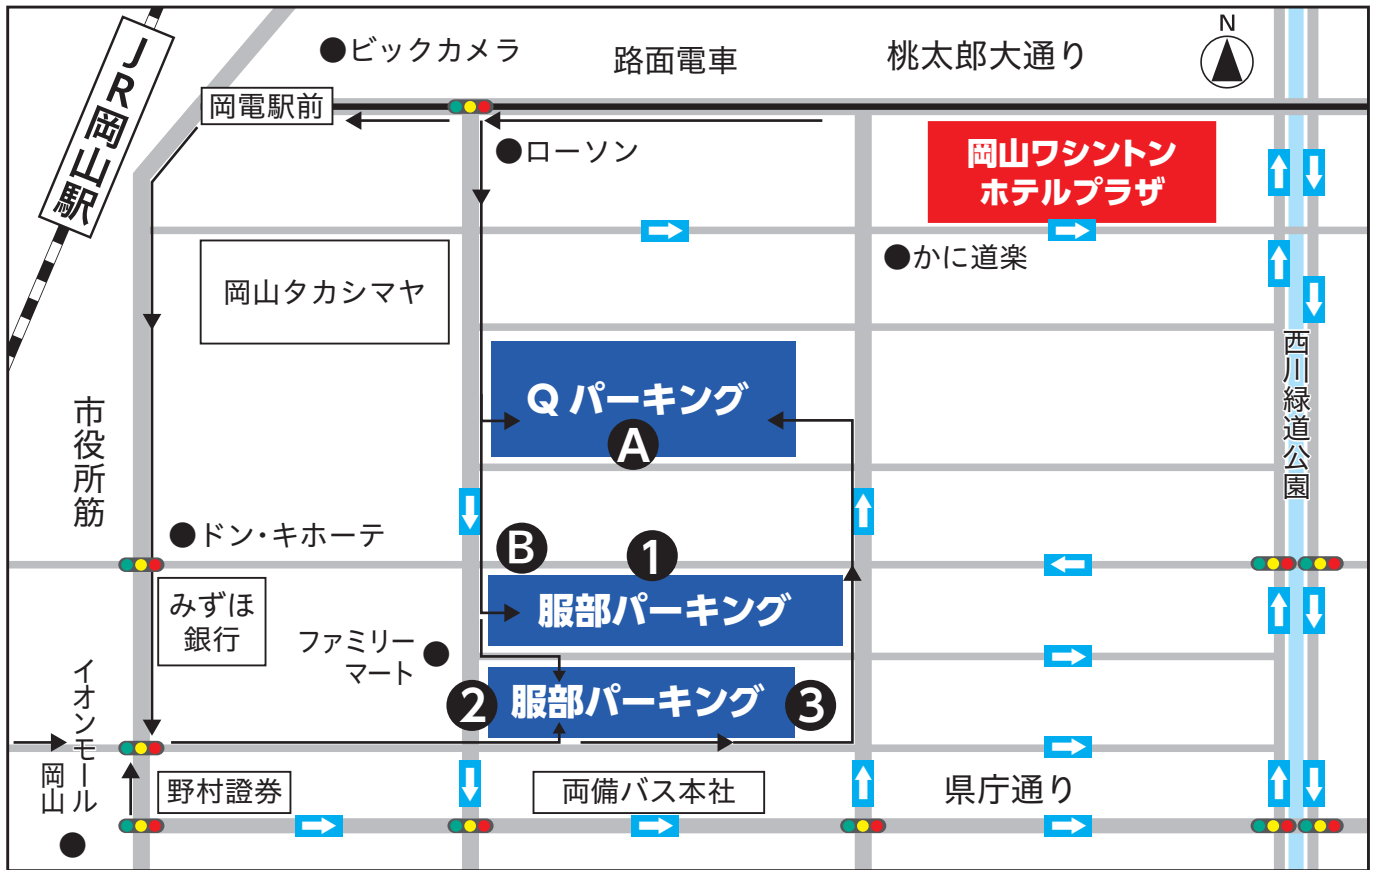 JR岡山駅
●ビックカメラ
路面電車
桃太郎大通り
N
岡電駅前
●ローソン
岡山ワシントン
ホテルプラザ
●かに道楽
岡山タカシマヤ
西川緑道公園
Q パーキング
A
市役所筋
●ドン・キホーテ
B
1
服部パーキング
みずほ
銀行
ファミリー
マート
2
服部パーキング
3
イオンモール
岡山
野村證券
両備バス本社
県庁通り